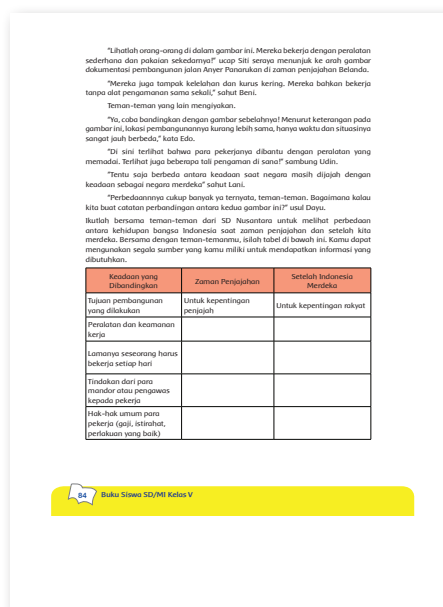 "Lihatlah orang-orang di dalam gambar ini. Mereka bekerja dengan peralatan
sederhana dan pakaian sekedarnya!" ucap Siti seraya menunjuk ke arah gambar
dokumentasi pembangunan jalan Anyer Panarukan di zaman penjajahan Belanda.
"Mereka juga tampak kelelahan dan kurus kering. Mereka bahkan bekerja
tanpa alat pengamanan sama sekali," sahut Beni.
Teman-teman yang lain mengiyakan.
"Ya, coba bandingkan dengan gambar sebelahnya! Menurut keterangan pada
gambar ini, lokasi pembangunannya kurang lebih sama, hanya waktu dan situasinya
sangat jauh berbeda," kata Edo.
"Di sini terlihat bahwa para pekerjanya dibantu dengan peralatan yang
memadai. Terlihat juga beberapa tali pengaman di sana!" sambung Udin.
"Tentu saja berbeda antara keadaan saat negara masih dijajah dengan
keadaan sebagai negara merdeka" sahut Lani.
"Perbedaannnya cukup banyak ya ternyata, teman-teman. Bagaimana kalau
kita buat catatan perbandingan antara kedua gambar ini?" usul Dayu.
Ikutlah bersama teman-teman dari SD Nusantara untuk melihat perbedaan
antara kehidupan bangsa Indonesia saat zaman penjajahan dan setelah kita
merdeka. Bersama dengan teman-temanmu, isilah tabel di bawah ini. Kamu dapat
mengunakan segala sumber yang kamu miliki untuk mendapatkan informasi yang
dibutuhkan.
Keadaan yang
Dibandingkan
Zaman Penjajahan
Setelah Indonesia
Merdeka
Tujuan pembangunan
yang dilakukan
Untuk kepentingan
penjajah
Untuk kepentingan rakyat
Peralatan dan keamanan
kerja
Lamanya seseorang harus
bekerja setiap hari
Tindakan dari para
mandor atau pengawas
kepada pekerja
Hak-hak umum para
pekerja (gaji, istirahat,
perlakuan yang baik)
84 Buku Siswa SD/MI Kelas V